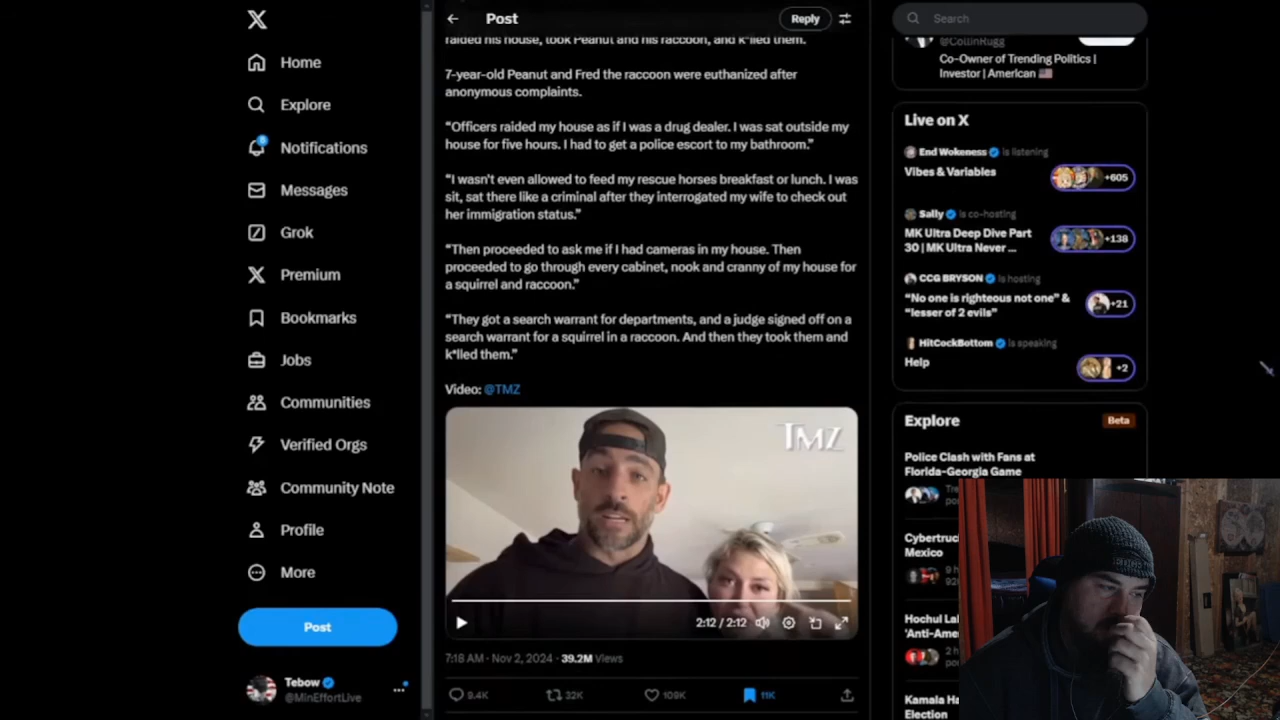 X
Home
Explore
Notifications
Messages
Grok
Premium
Bookmarks
Jobs
Communities
Verified Orgs
Community Note
Profile
More
Post
Tebow
@MinEffortLive
Post
Reply
raided his house, took Peanut and his raccoon, and k*lled them.
7-year-old Peanut and Fred the raccoon were euthanized after
anonymous complaints.
“Officers raided my house as if I was a drug dealer. I was sat outside my
house for five hours. I had to get a police escort to my bathroom.”
“I wasn't even allowed to feed my rescue horses breakfast or lunch. I was
sit, sat there like a criminal after they interrogated my wife to check out
her immigration status.”
“Then proceeded to ask me if I had cameras in my house. Then
proceeded to go through every cabinet, nook and cranny of my house for
a squirrel and raccoon.”
“They got a search warrant for departments, and a judge signed off on a
search warrant for a squirrel in a raccoon. And then they took them and
k*lled them.”
Video: @TMZ
TMZ
2:12 / 2:12
7:18 AM · Nov 2, 2024 · 39.2M Views
9.4K
32K
109K
11K
Search
@CollinRugg
Co-Owner of Trending Politics |
Investor | American
Live on X
End Wokeness is listening
Vibes & Variables
+605
Sally is co-hosting
MK Ultra Deep Dive Part
30 | MK Ultra Never ...
+138
CCG BRYSON is hosting
“No one is righteous not one” &
“lesser of 2 evils”
+21
HitCockBottom is speaking
Help
+2
Explore
Beta
Police Clash with Fans at
Florida-Georgia Game
Mexico
Election